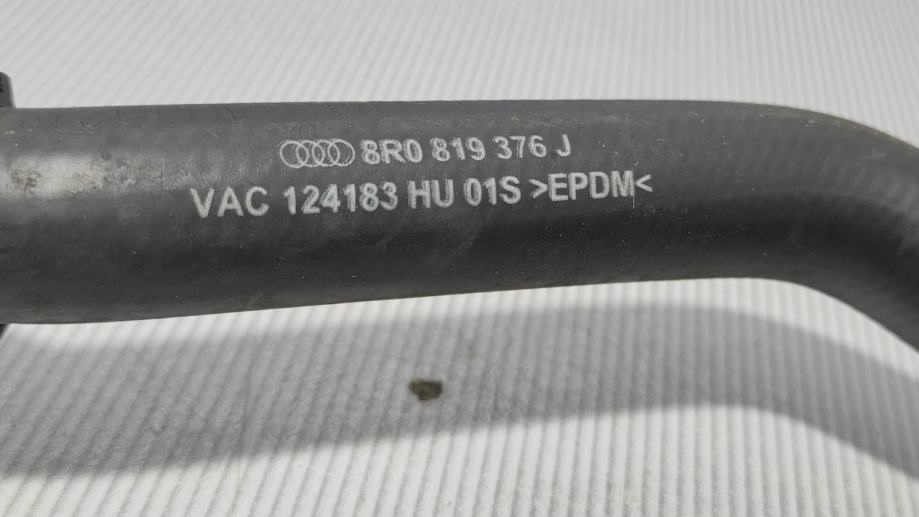 8R0 819 376 J
VAC 124183 HU 01S >EPDM<